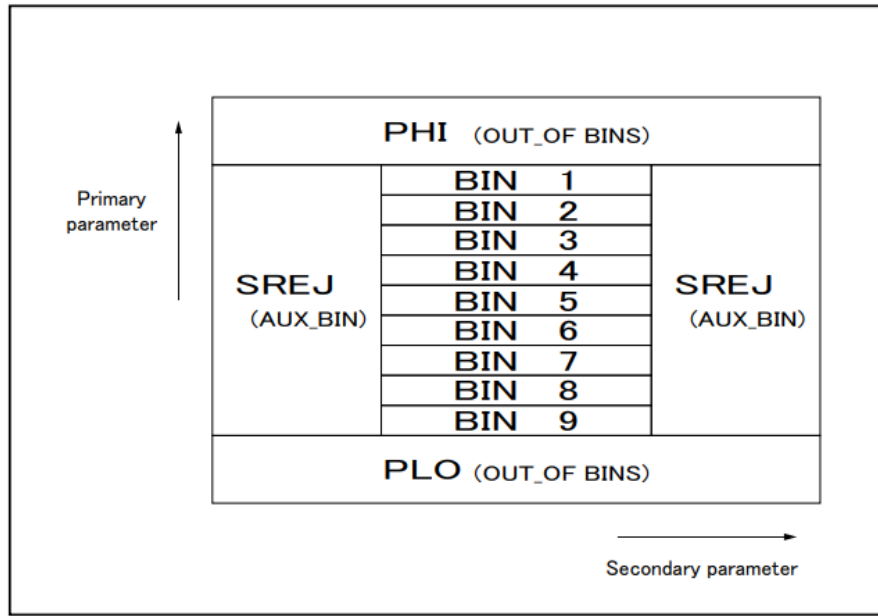 PHI (OUT_OF BINS)
Primary
parameter
BIN 1
BIN 2
BIN 3
BIN 4
BIN 5
BIN 6
BIN 7
BIN 8
BIN 9
SREJ
(AUX_BIN)
SREJ
(AUX_BIN)
PLO (OUT_OF BINS)
Secondary parameter